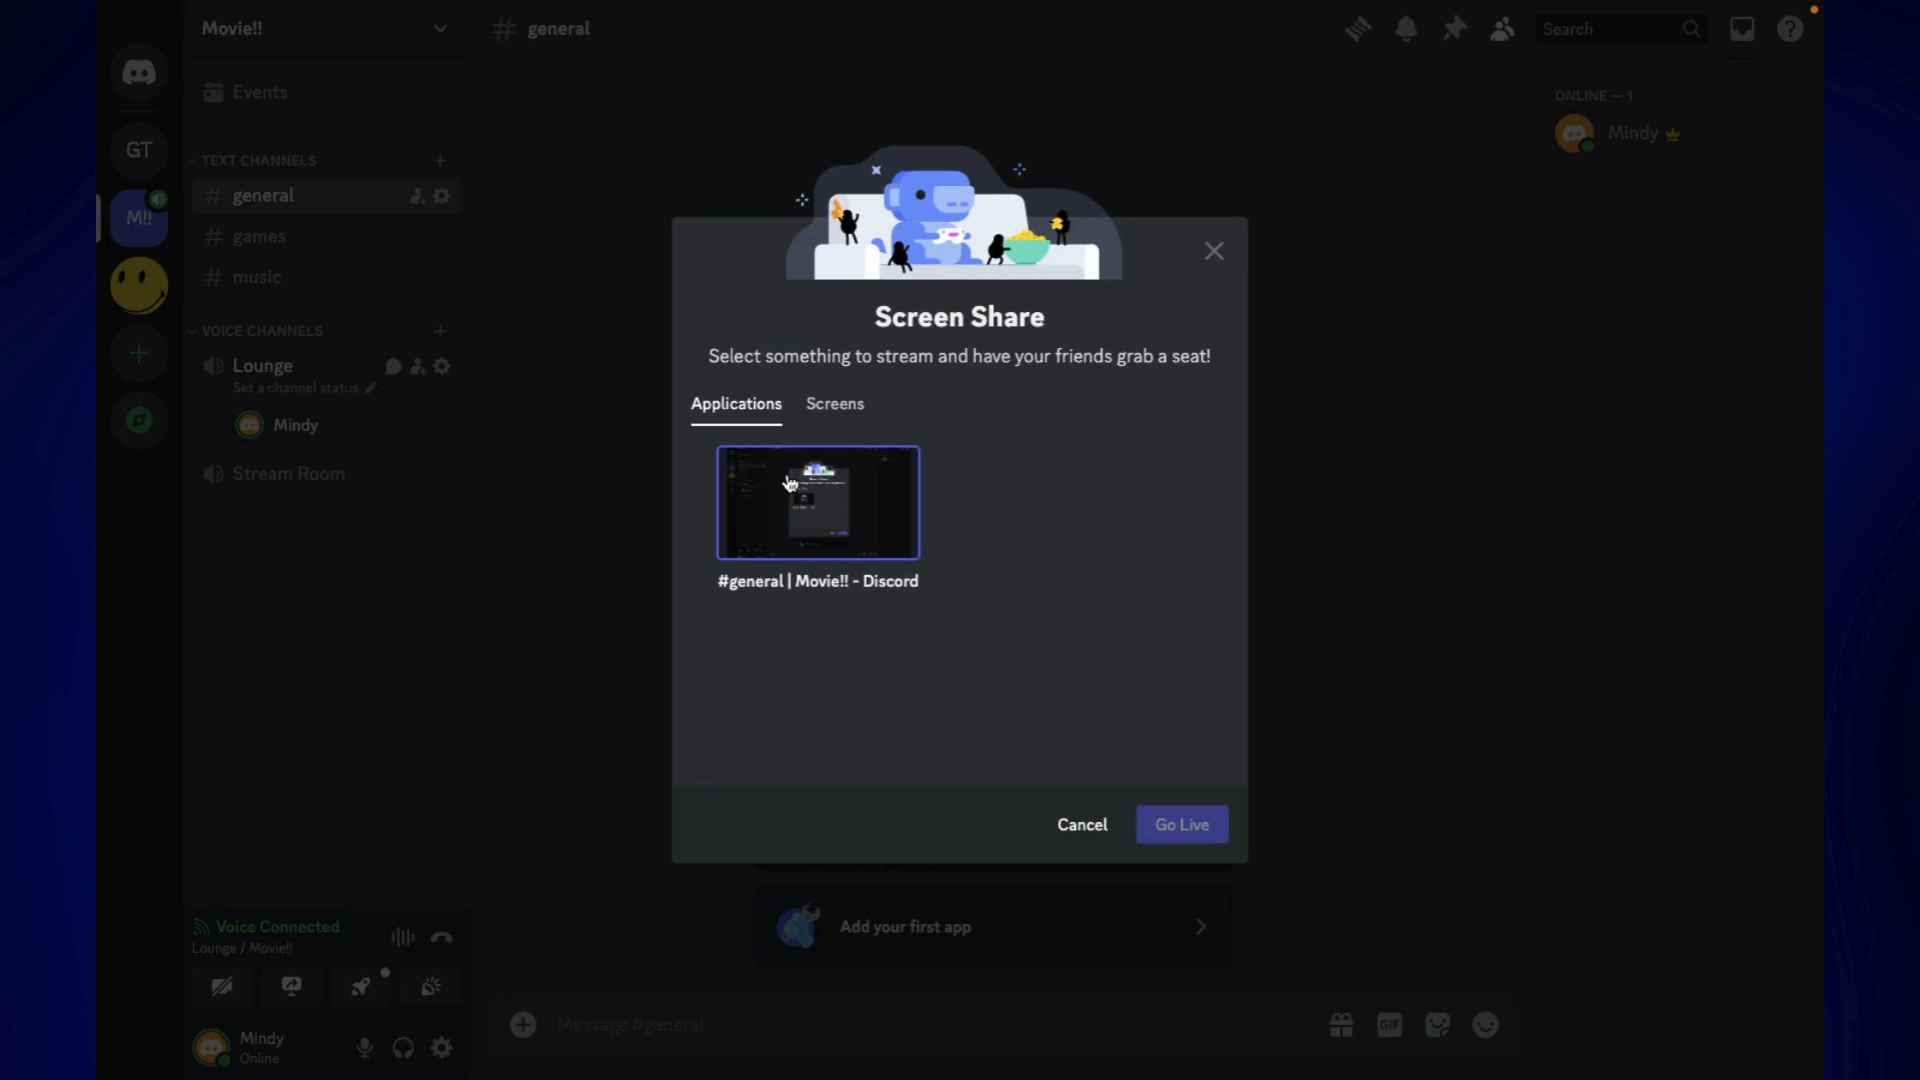 Movie!!
general
Search
Events
ONLINE — 1
Mindy
GT
TEXT CHANNELS
general
M!!
games
music
VOICE CHANNELS
Lounge
Set a channel status
Mindy
Stream Room
Screen Share
Select something to stream and have your friends grab a seat!
Applications
Screens
#general | Movie!! - Discord
Cancel
Go Live
Add your first app
Voice Connected
Lounge / Movie!!
Message #general
GIF
Mindy
Online